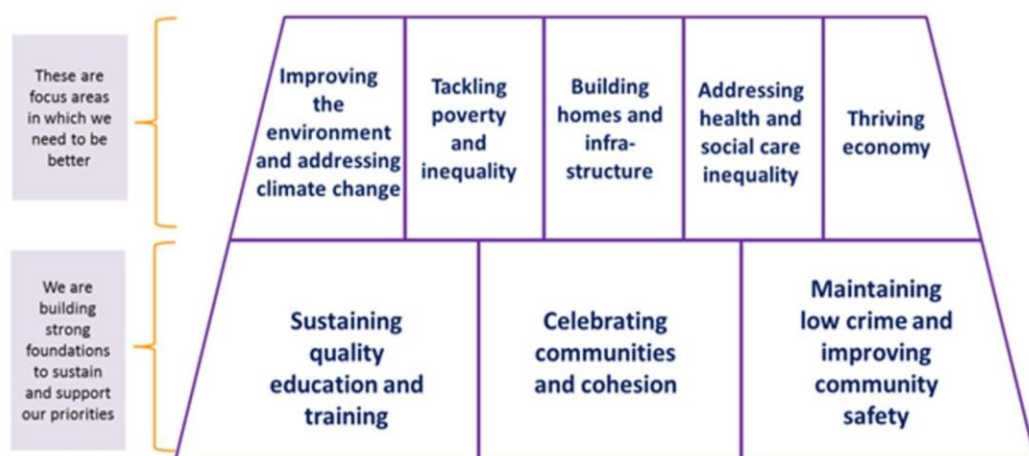 These are
focus areas
in which we
need to be
better
Improving
the
environment
and addressing
climate change
Tackling
poverty
and
inequality
Building
homes and
infra-
structure
Addressing
health and
social care
inequality
Thriving
economy
We are
building
strong
foundations
to sustain
and support
our priorities
Sustaining
quality
education and
training
Celebrating
communities
and cohesion
Maintaining
low crime and
improving
community
safety